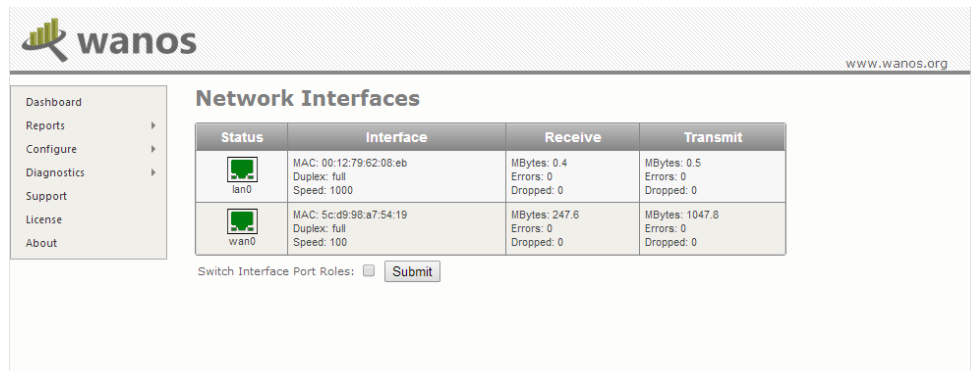 wanos
www.wanos.org
Dashboard
Reports
Configure
Diagnostics
Support
License
About
Network Interfaces
Status Interface Receive Transmit
lan0
MAC: 00:12:79:62:08:eb
Duplex: full
Speed: 1000
MBytes: 0.4
Errors: 0
Dropped: 0
MBytes: 0.5
Errors: 0
Dropped: 0
wan0
MAC: 5c:d9:98:a7:54:19
Duplex: full
Speed: 100
MBytes: 247.6
Errors: 0
Dropped: 0
MBytes: 1047.8
Errors: 0
Dropped: 0
Switch Interface Port Roles: Submit